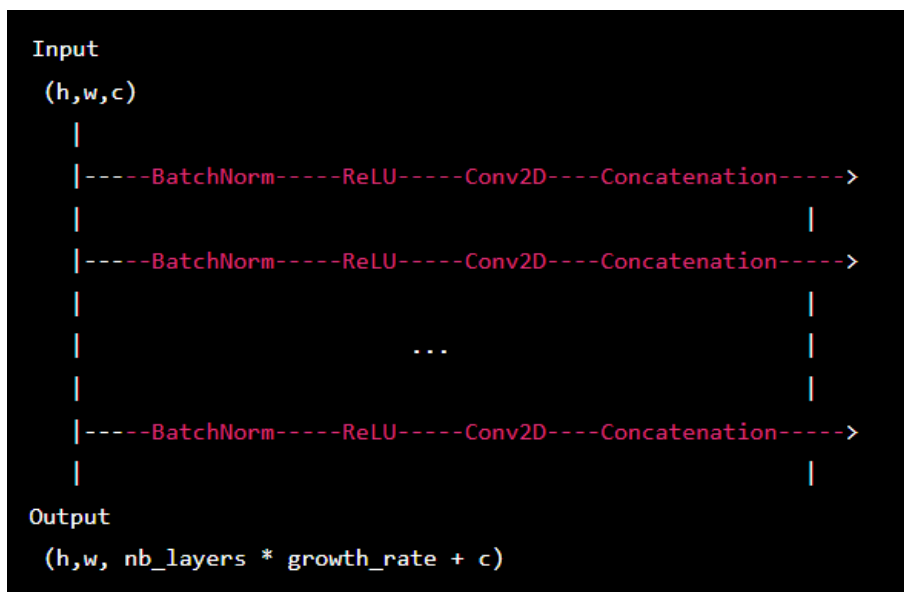 Input
(h,w,c)
|
|-----BatchNorm-----ReLU-----Conv2D----Concatenation----->
| |
|-----BatchNorm-----ReLU-----Conv2D----Concatenation----->
| |
| ... |
| |
|-----BatchNorm-----ReLU-----Conv2D----Concatenation----->
| |
Output
(h,w, nb_layers * growth_rate + c)